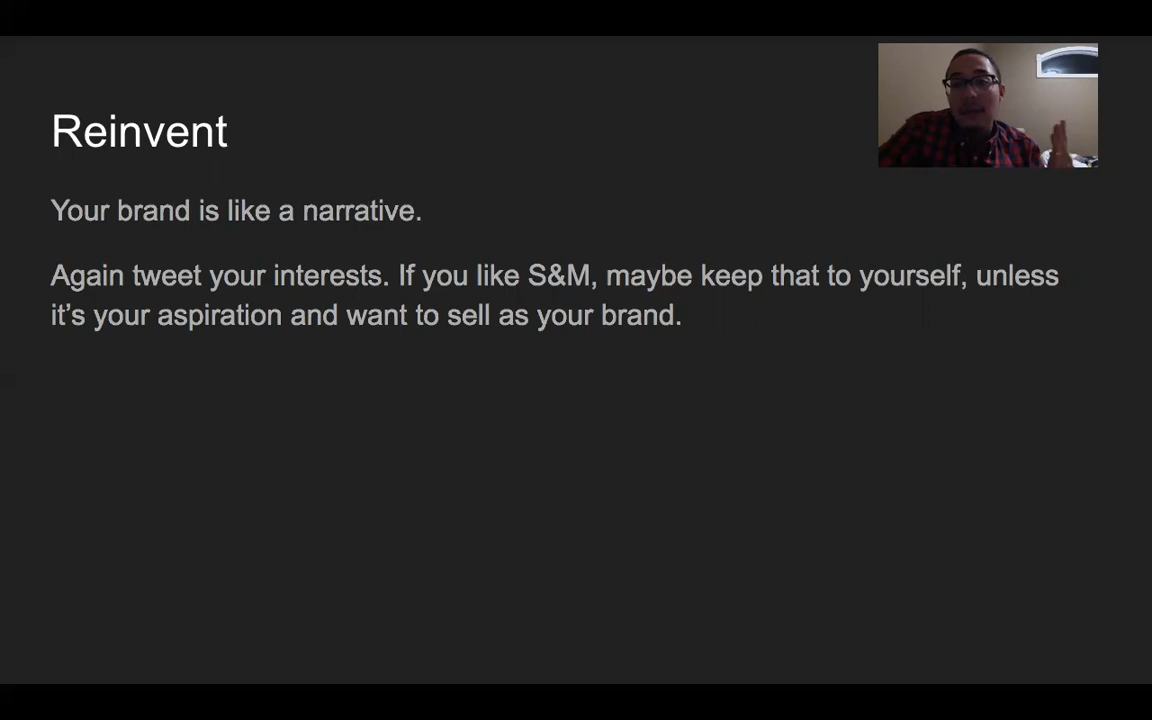 Reinvent
Your brand is like a narrative.
Again tweet your interests. If you like S&M, maybe keep that to yourself, unless
it’s your aspiration and want to sell as your brand.